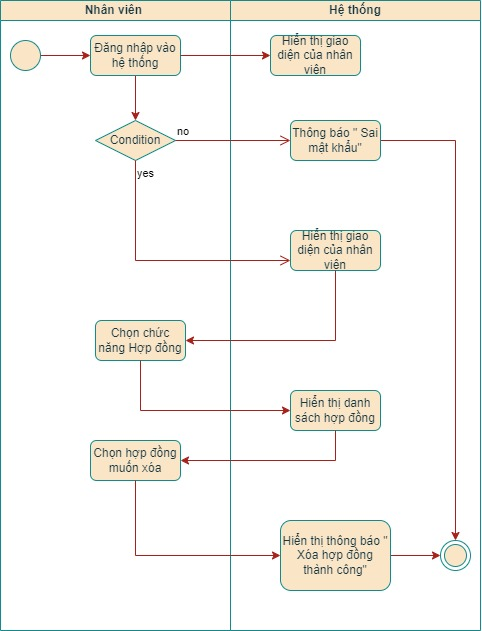 Nhân viên
Hệ thống
Đăng nhập vào
hệ thống
Hiển thị giao
diện của nhân
viên
Condition
no
Thông báo " Sai
mật khẩu"
yes
Hiển thị giao
diện của nhân
viên
Chọn chức
năng Hợp đồng
Hiển thị danh
sách hợp đồng
Chọn hợp đồng
muốn xóa
Hiển thị thông báo "
Xóa hợp đồng
thành công"